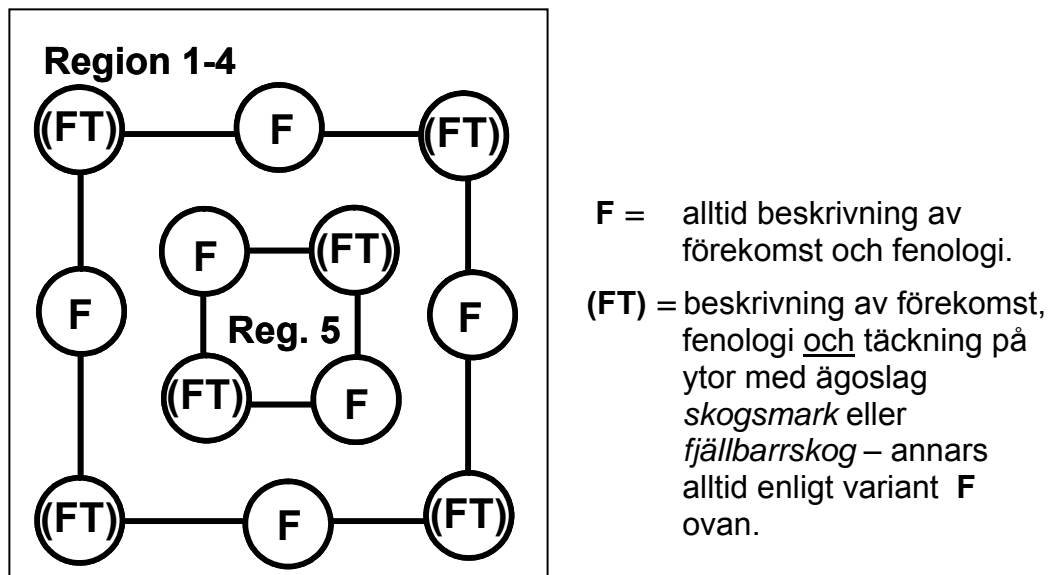 Region 1-4
(FT) F (FT)
F (FT)
F Reg. 5 F
(FT) F
(FT) F (FT)
F = alltid beskrivning av
förekomst och fenologi.
(FT) = beskrivning av förekomst,
fenologi och täckning på
ytor med ägoslag
skogsmark eller
fjällbarrskog – annars
alltid enligt variant F
ovan.